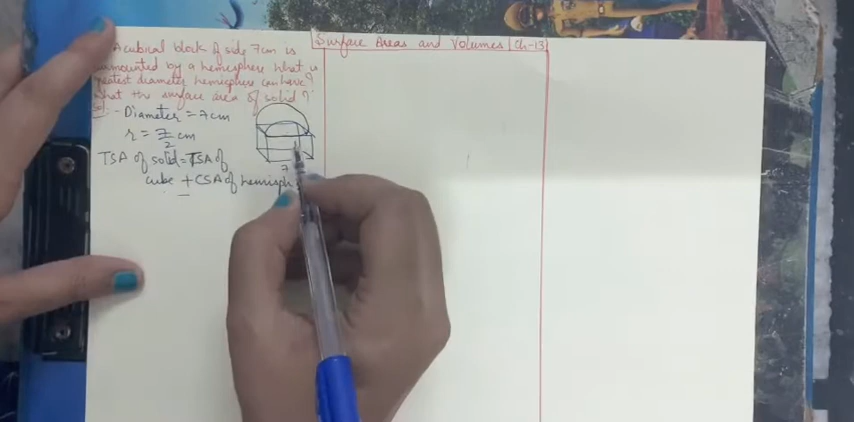 Surface Areas and Volumes | Ch-13
A cubical block of side 7cm is
surmounted by a hemisphere what is
greatest diameter hemisphere can have?
what the surface area of solid?
Sol - Diameter = 7cm
r = 7/2 cm
TSA of solid = TSA of
cube + CSA of hemisph
7